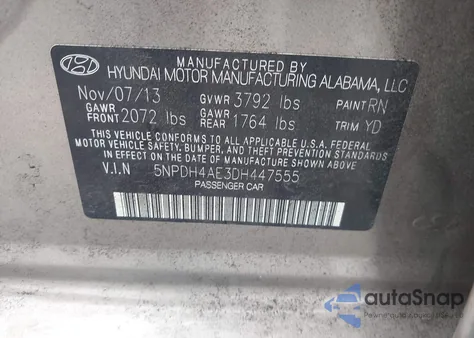 MANUFACTURED BY
HYUNDAI MOTOR MANUFACTURING ALABAMA, LLC
Nov/07/13 GVWR 3792 lbs PAINT RN
GAWR FRONT 2072 lbs GAWR REAR 1764 lbs TRIM YD
THIS VEHICLE CONFORMS TO ALL APPLICABLE U.S. FEDERAL
MOTOR VEHICLE SAFETY, BUMPER, AND THEFT PREVENTION
STANDARDS IN EFFECT ON THE DATE OF MANUFACTURE SHOWN ABOVE
V.I.N 5NPDH4AE3DH447555
PASSENGER CAR
autoSnap